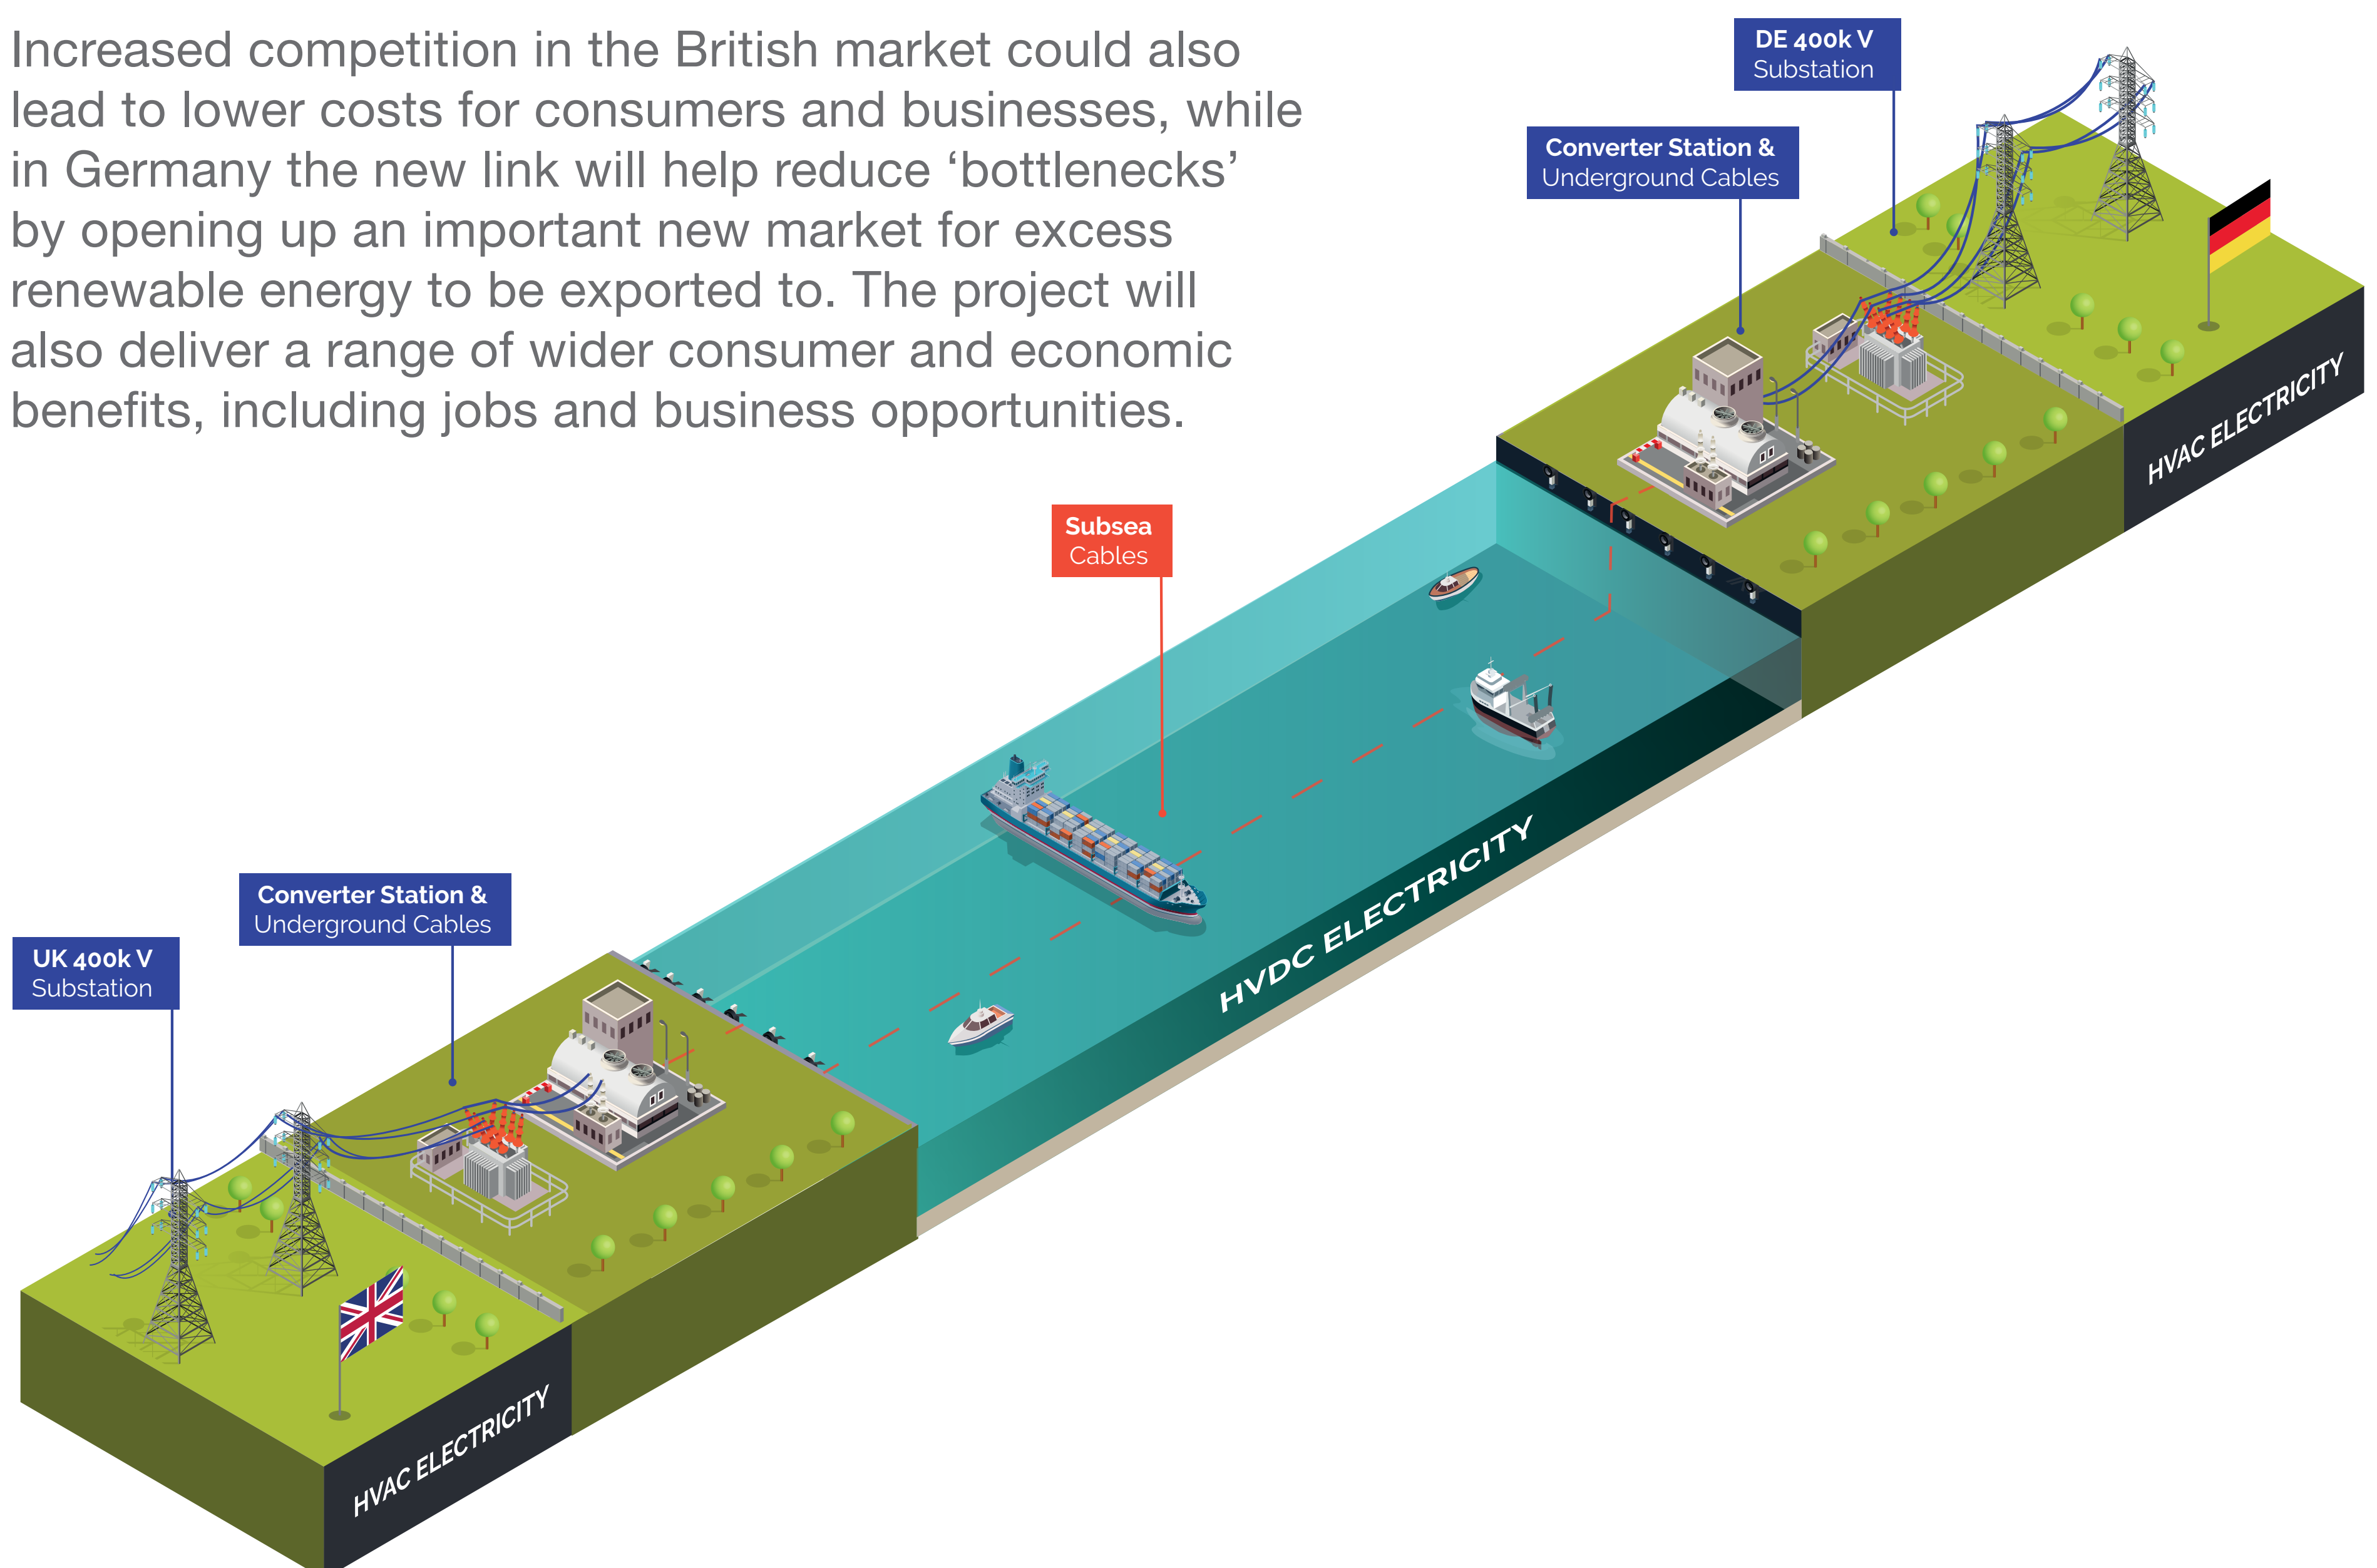 Increased competition in the British market could also
lead to lower costs for consumers and businesses, while
in Germany the new link will help reduce ‘bottlenecks’
by opening up an important new market for excess
renewable energy to be exported to. The project will
also deliver a range of wider consumer and economic
benefits, including jobs and business opportunities.
DE 400k V
Substation
Converter Station &
Underground Cables
HVAC ELECTRICITY
Subsea
Cables
HVDC ELECTRICITY
Converter Station &
Underground Cables
UK 400k V
Substation
HVAC ELECTRICITY